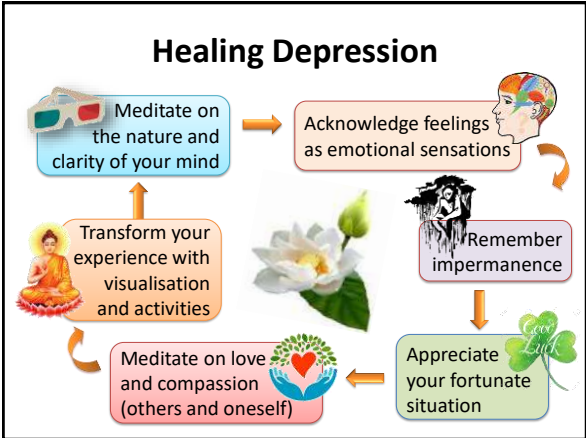 Healing Depression
Meditate on
the nature and
clarity of your mind
Acknowledge feelings
as emotional sensations
Remember
impermanence
Good
Luck
Appreciate
your fortunate
situation
Meditate on love
and compassion
(others and oneself)
Transform your
experience with
visualisation
and activities